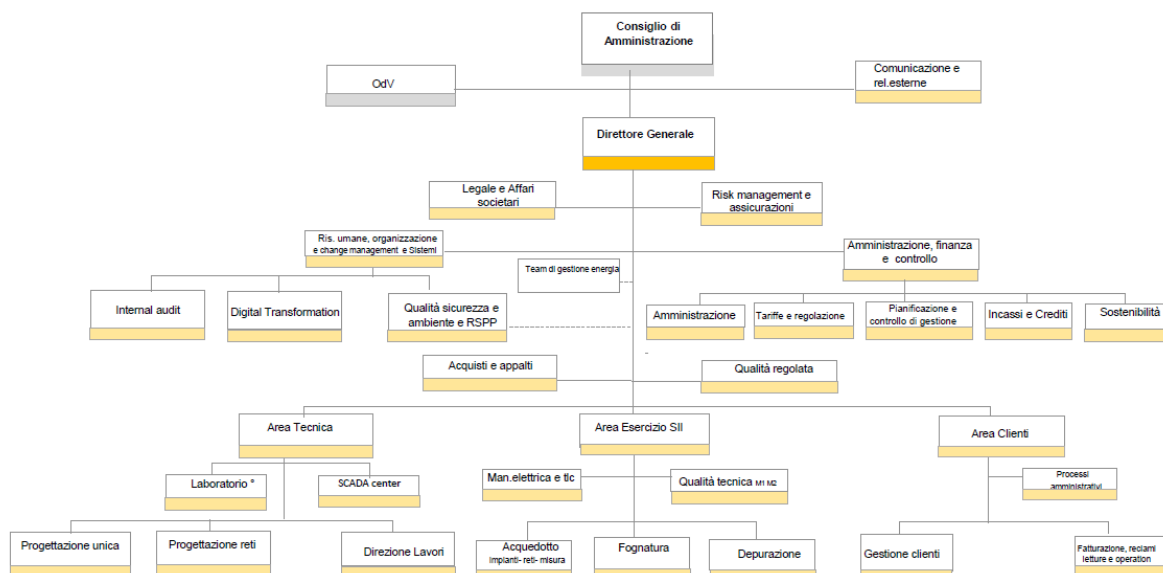 Consiglio di
Amministrazione
OdV
Comunicazione e
rel.esterne
Direttore Generale
Legale e Affari
societari
Risk management e
assicurazioni
Ris. umane, organizzazione
e change management e Sistemi
Team di gestione energia
Amministrazione, finanza
e controllo
Internal audit
Digital Transformation
Qualità sicurezza e
ambiente e RSPP
Amministrazione
Tariffe e regolazione
Pianificazione e
controllo di gestione
Incassi e Crediti
Sostenibilità
Acquisti e appalti
Qualità regolata
Area Tecnica
Area Esercizio SII
Area Clienti
Laboratorio °
SCADA center
Man.elettrica e tlc
Qualità tecnica M1 M2
Processi
amministrativi
Progettazione unica
Progettazione reti
Direzione Lavori
Acquedotto
impianti- reti- misura
Fognatura
Depurazione
Gestione clienti
Fatturazione, reclami
letture e operation